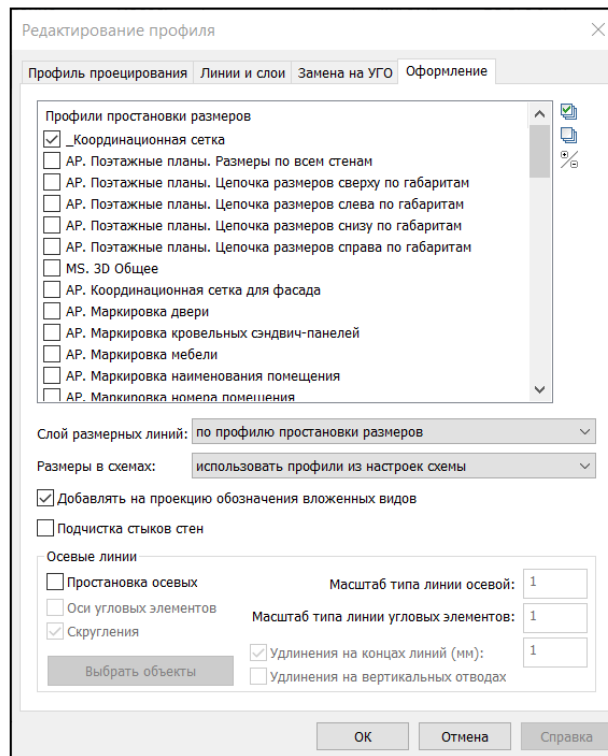 Редактирование профиля
Профиль проецирования Линии и слои Замена на УГО Оформление
Профили простановки размеров
_Координационная сетка
АР. Поэтажные планы. Размеры по всем стенам
АР. Поэтажные планы. Цепочка размеров сверху по габаритам
АР. Поэтажные планы. Цепочка размеров слева по габаритам
АР. Поэтажные планы. Цепочка размеров снизу по габаритам
АР. Поэтажные планы. Цепочка размеров справа по габаритам
MS. 3D Общее
АР. Координационная сетка для фасада
АР. Маркировка двери
АР. Маркировка кровельных сэндвич-панелей
АР. Маркировка мебели
АР. Маркировка наименования помещения
АР. Маркировка номера помещения
Слой размерных линий: по профилю простановки размеров
Размеры в схемах: использовать профили из настроек схемы
Добавлять на проекцию обозначения вложенных видов
Подчистка стыков стен
Осевые линии
Простановка осевых Масштаб типа линии осевой: 1
Оси угловых элементов Масштаб типа линии угловых элементов: 1
Скругления
Удлинения на концах линий (мм): 1
Выбрать объекты
Удлинения на вертикальных отводах
ОК Отмена Справка